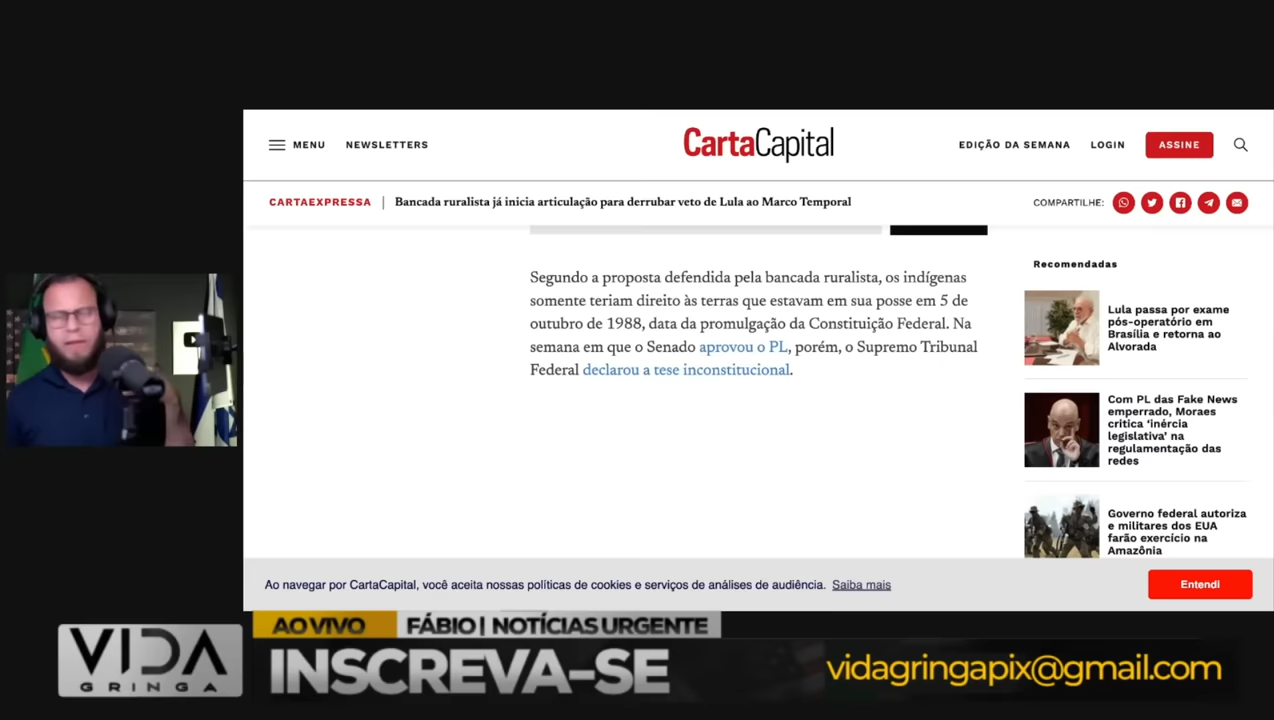 MENU NEWSLETTERS CartaCapital EDIÇÃO DA SEMANA LOGIN ASSINE
CARTAEXPRESSA | Bancada ruralista já inicia articulação para derrubar veto de Lula ao Marco Temporal COMPARTILHE:
Segundo a proposta defendida pela bancada ruralista, os indígenas
somente teriam direito às terras que estavam em sua posse em 5 de
outubro de 1988, data da promulgação da Constituição Federal. Na
semana em que o Senado aprovou o PL, porém, o Supremo Tribunal
Federal declarou a tese inconstitucional.
Recomendadas
Lula passa por exame
pós-operatório em
Brasília e retorna ao
Alvorada
Com PL das Fake News
emperrado, Moraes
critica ‘inércia
legislativa’ na
regulamentação das
redes
Governo federal autoriza
e militares dos EUA
farão exercício na
Amazônia
Ao navegar por CartaCapital, você aceita nossas políticas de cookies e serviços de análises de audiência. Saiba mais Entendi
AO VIVO FÁBIO | NOTÍCIAS URGENTE
VIDA
GRINGA
INSCREVA-SE
vidagringapix@gmail.com